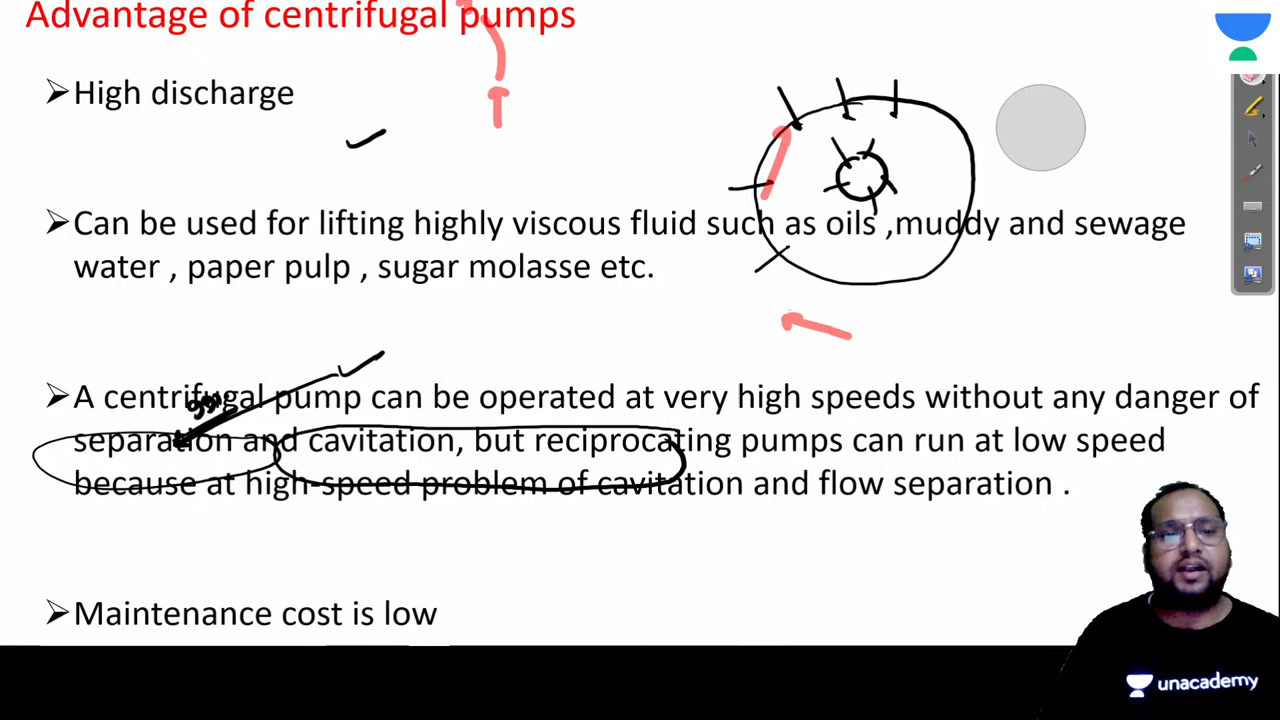 Advantage of centrifugal pumps
➢High discharge
➢Can be used for lifting highly viscous fluid such as oils ,muddy and sewage
water , paper pulp , sugar molasse etc.
➢A centrifugal pump can be operated at very high speeds without any danger of
separation and cavitation, but reciprocating pumps can run at low speed
because at high-speed problem of cavitation and flow separation .
➢Maintenance cost is low
unacademy